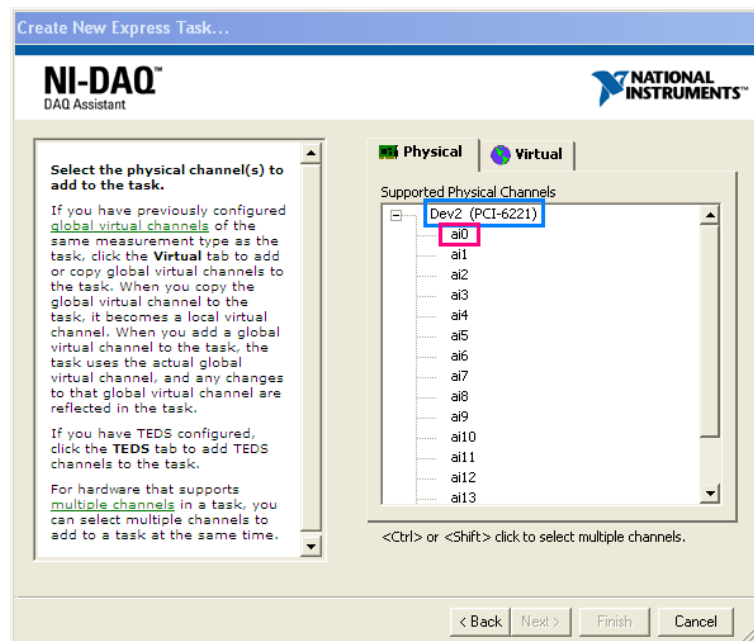 Create New Express Task...
NI-DAQ™
DAQ Assistant
NATIONAL
INSTRUMENTS™
Select the physical channel(s) to
add to the task.
If you have previously configured
global virtual channels of the
same measurement type as the
task, click the Virtual tab to add
or copy global virtual channels to
the task. When you copy the
global virtual channel to the
task, it becomes a local virtual
channel. When you add a global
virtual channel to the task, the
task uses the actual global
virtual channel, and any changes
to that global virtual channel are
reflected in the task.
If you have TEDS configured,
click the TEDS tab to add TEDS
channels to the task.
For hardware that supports
multiple channels in a task, you
can select multiple channels to
add to a task at the same time.
Physical
Virtual
Supported Physical Channels
Dev2 (PCI-6221)
ai0
ai1
ai2
ai3
ai4
ai5
ai6
ai7
ai8
ai9
ai10
ai11
ai12
ai13
<Ctrl> or <Shift> click to select multiple channels.
< Back
Next >
Finish
Cancel